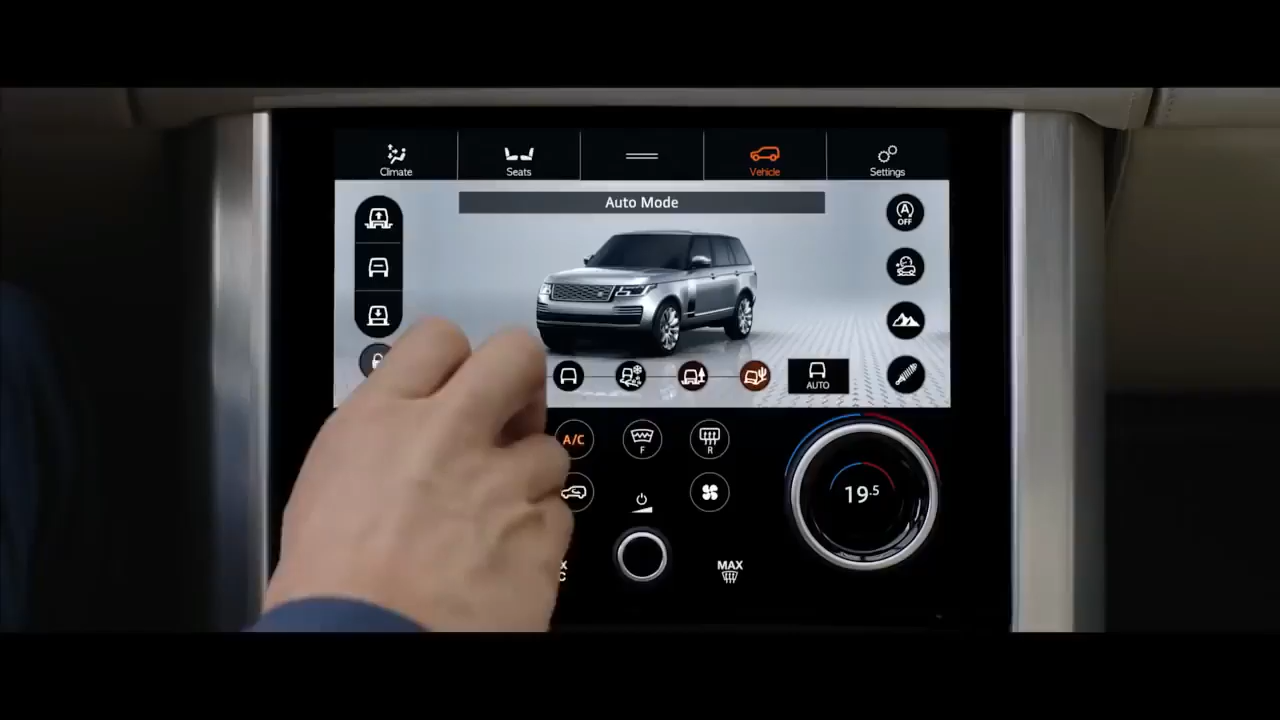 Climate
Seats
Vehicle
Settings
Auto Mode
A
OFF
AUTO
A/C
F
R
19.5
X
C
MAX